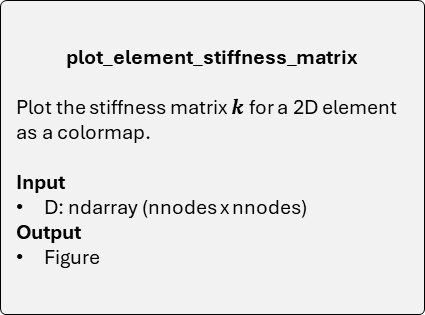 plot_element_stiffness_matrix
Plot the stiffness matrix k for a 2D element
as a colormap.
Input
• D: ndarray (nnodes x nnodes)
Output
• Figure